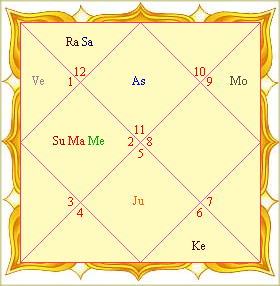 Ra Sa
12 10
Ve 1 As 9 Mo
11
Su Ma Me 2 8
5
3 Ju 7
4 6
Ke